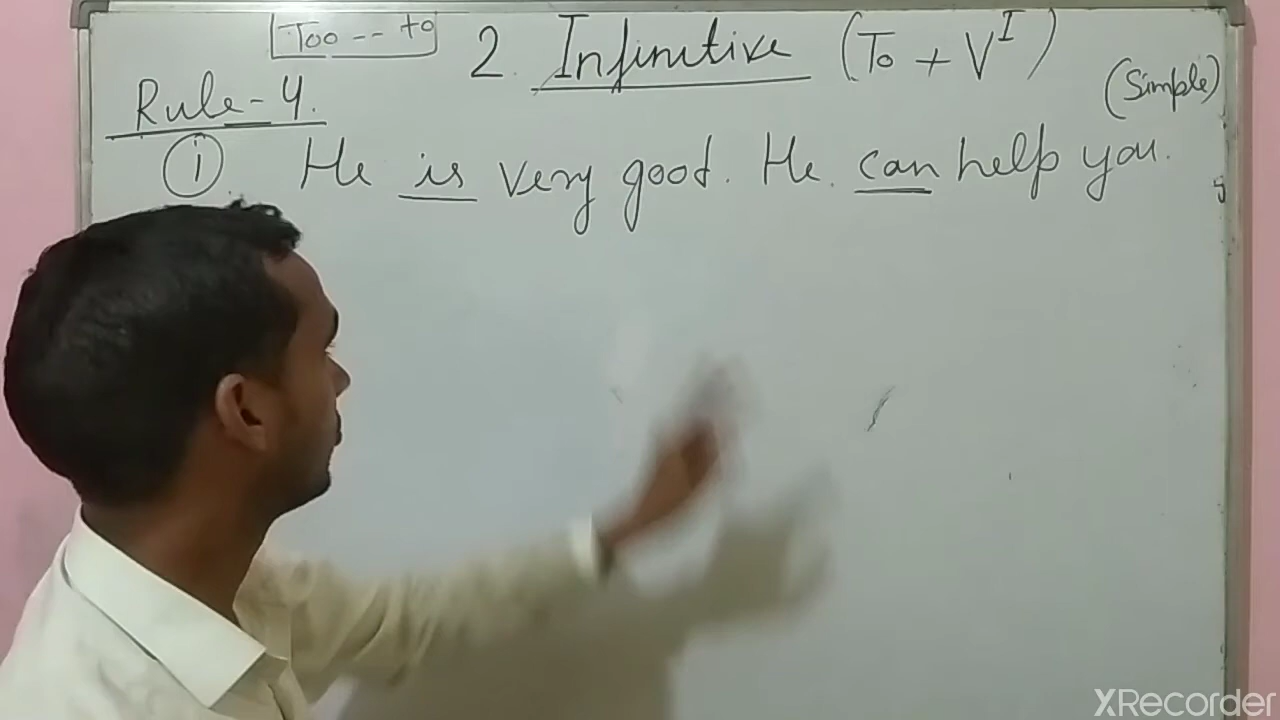 Too -- to
2. Infinitive (To + V^I)
(Simple)
Rule-4.
① He is very good. He can help you.
XRecorder